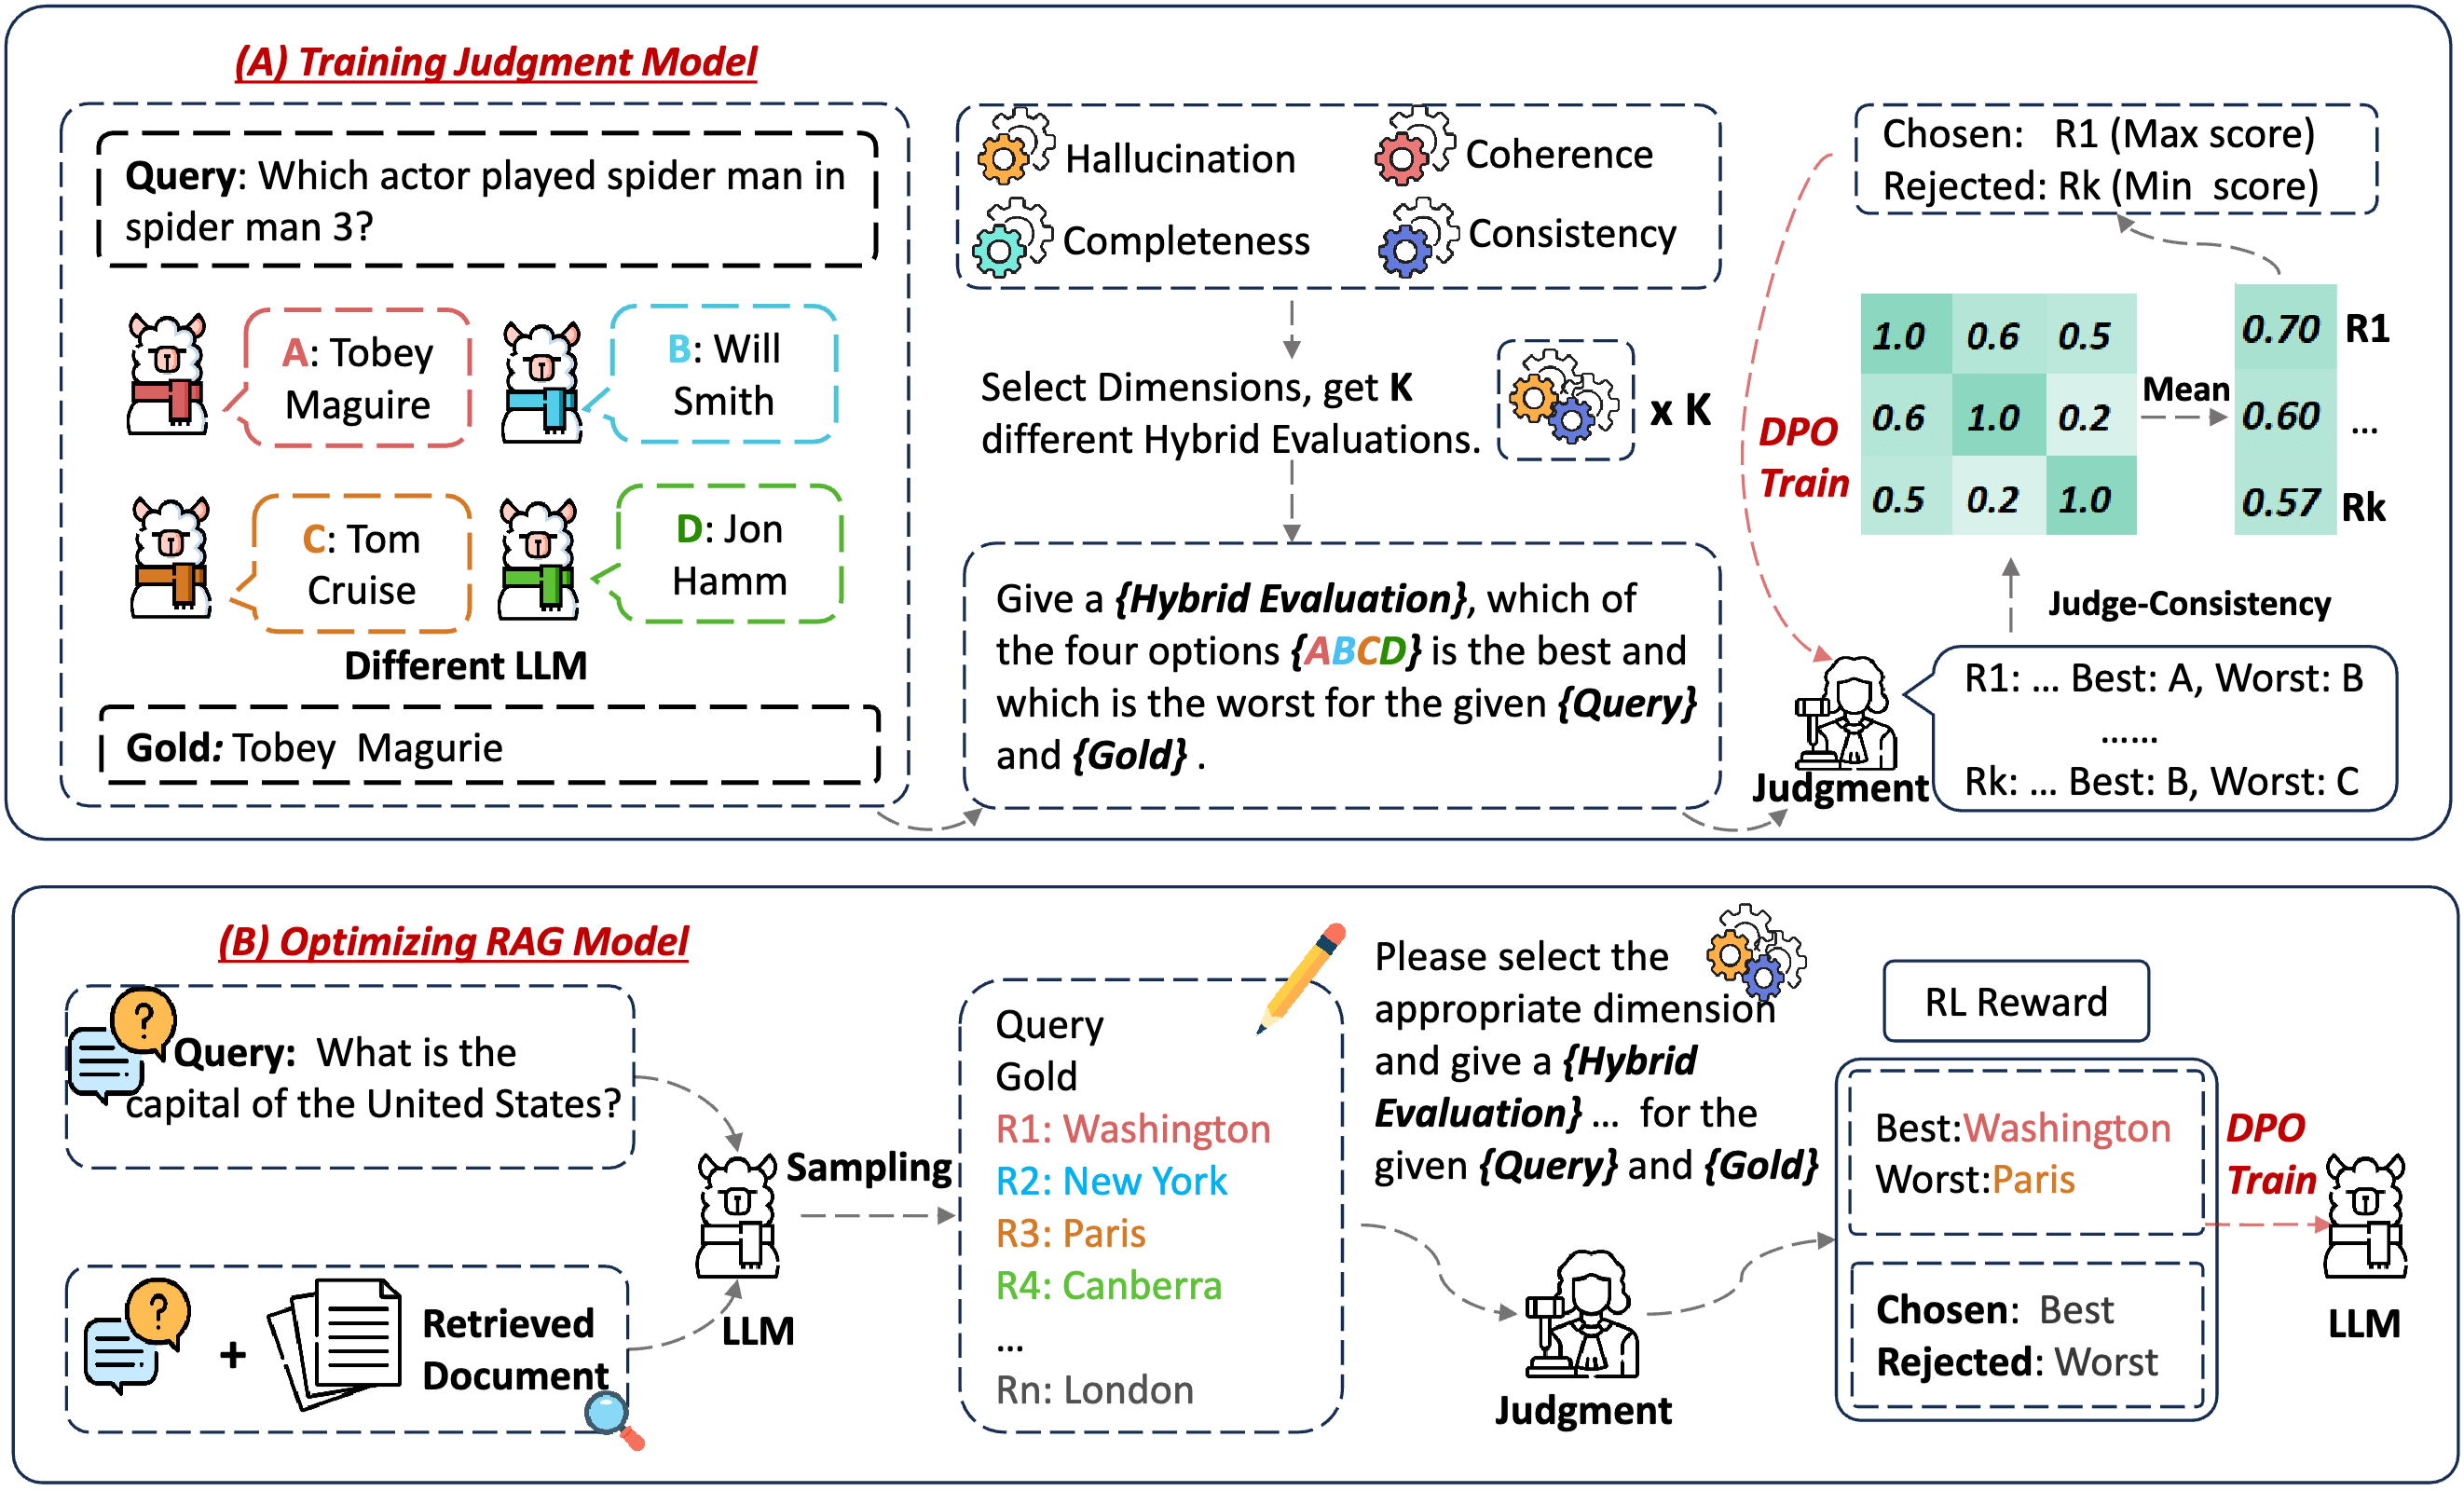 (A) Training Judgment Model
Query: Which actor played spider man in
spider man 3?
A: Tobey
Maguire
B: Will
Smith
C: Tom
Cruise
D: Jon
Hamm
Different LLM
Gold: Tobey Magurie
Hallucination
Coherence
Completeness
Consistency
Select Dimensions, get K
different Hybrid Evaluations.
x K
Give a {Hybrid Evaluation}, which of
the four options {ABCD} is the best and
which is the worst for the given {Query}
and {Gold} .
Chosen: R1 (Max score)
Rejected: Rk (Min score)
DPO
Train
1.0 0.6 0.5
0.6 1.0 0.2
0.5 0.2 1.0
Mean
0.70 R1
0.60 ...
0.57 Rk
Judge-Consistency
Judgment
R1: ... Best: A, Worst: B
......
Rk: ... Best: B, Worst: C
(B) Optimizing RAG Model
Query: What is the
capital of the United States?
+
Retrieved
Document
LLM
Sampling
Query
Gold
R1: Washington
R2: New York
R3: Paris
R4: Canberra
...
Rn: London
Please select the
appropriate dimension
and give a {Hybrid
Evaluation} ... for the
given {Query} and {Gold}
Judgment
RL Reward
Best:Washington
Worst:Paris
Chosen: Best
Rejected: Worst
DPO
Train
LLM